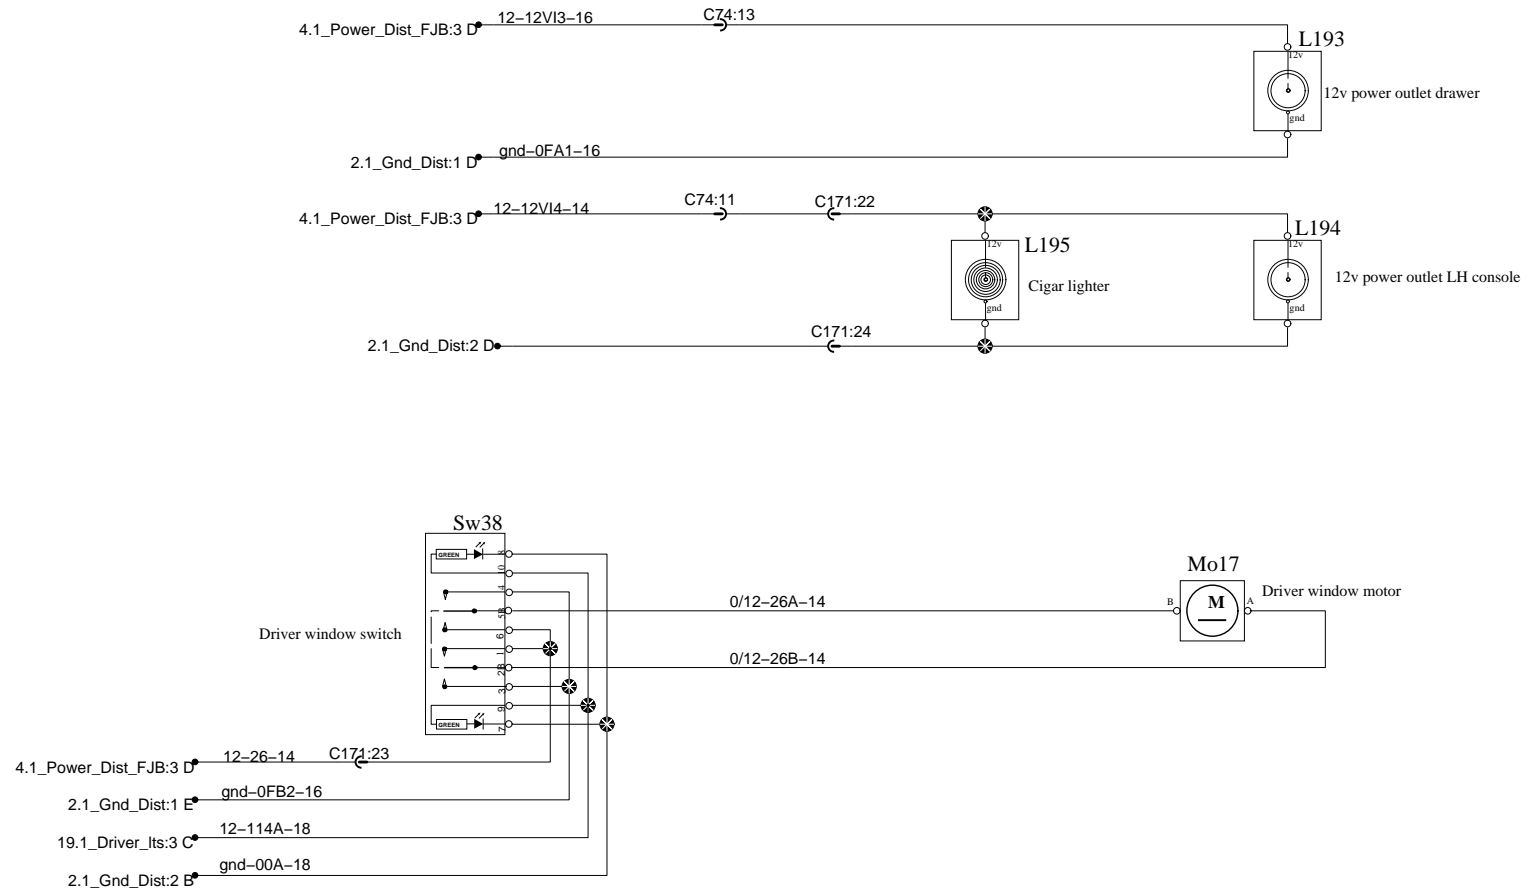 12–12VI3–16
C74:13
4.1_Power_Dist_FJB:3 D
L193
12v
12v power outlet drawer
gnd
gnd–0FA1–16
2.1_Gnd_Dist:1 D
12–12VI4–14
C74:11
C171:22
4.1_Power_Dist_FJB:3 D
L195
L194
12v
12v
Cigar lighter
12v power outlet LH console
gnd
gnd
C171:24
2.1_Gnd_Dist:2 D
Sw38
GREEN
8
10
4
5B
6
1
2B
3
9
7
GREEN
Driver window switch
0/12–26A–14
0/12–26B–14
Mo17
B
M
A
Driver window motor
12–26–14
C171:23
4.1_Power_Dist_FJB:3 D
gnd–0FB2–16
2.1_Gnd_Dist:1 E
12–114A–18
19.1_Driver_lts:3 C
gnd–00A–18
2.1_Gnd_Dist:2 B